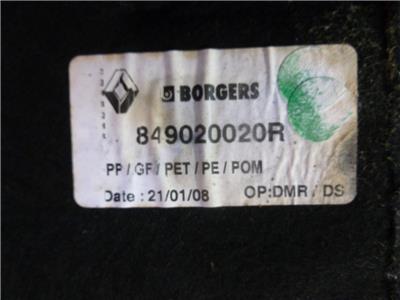 BORGERS
849020020R
PP / GF / PET / PE / POM
Date : 21/01/08 OP:DMR / DS